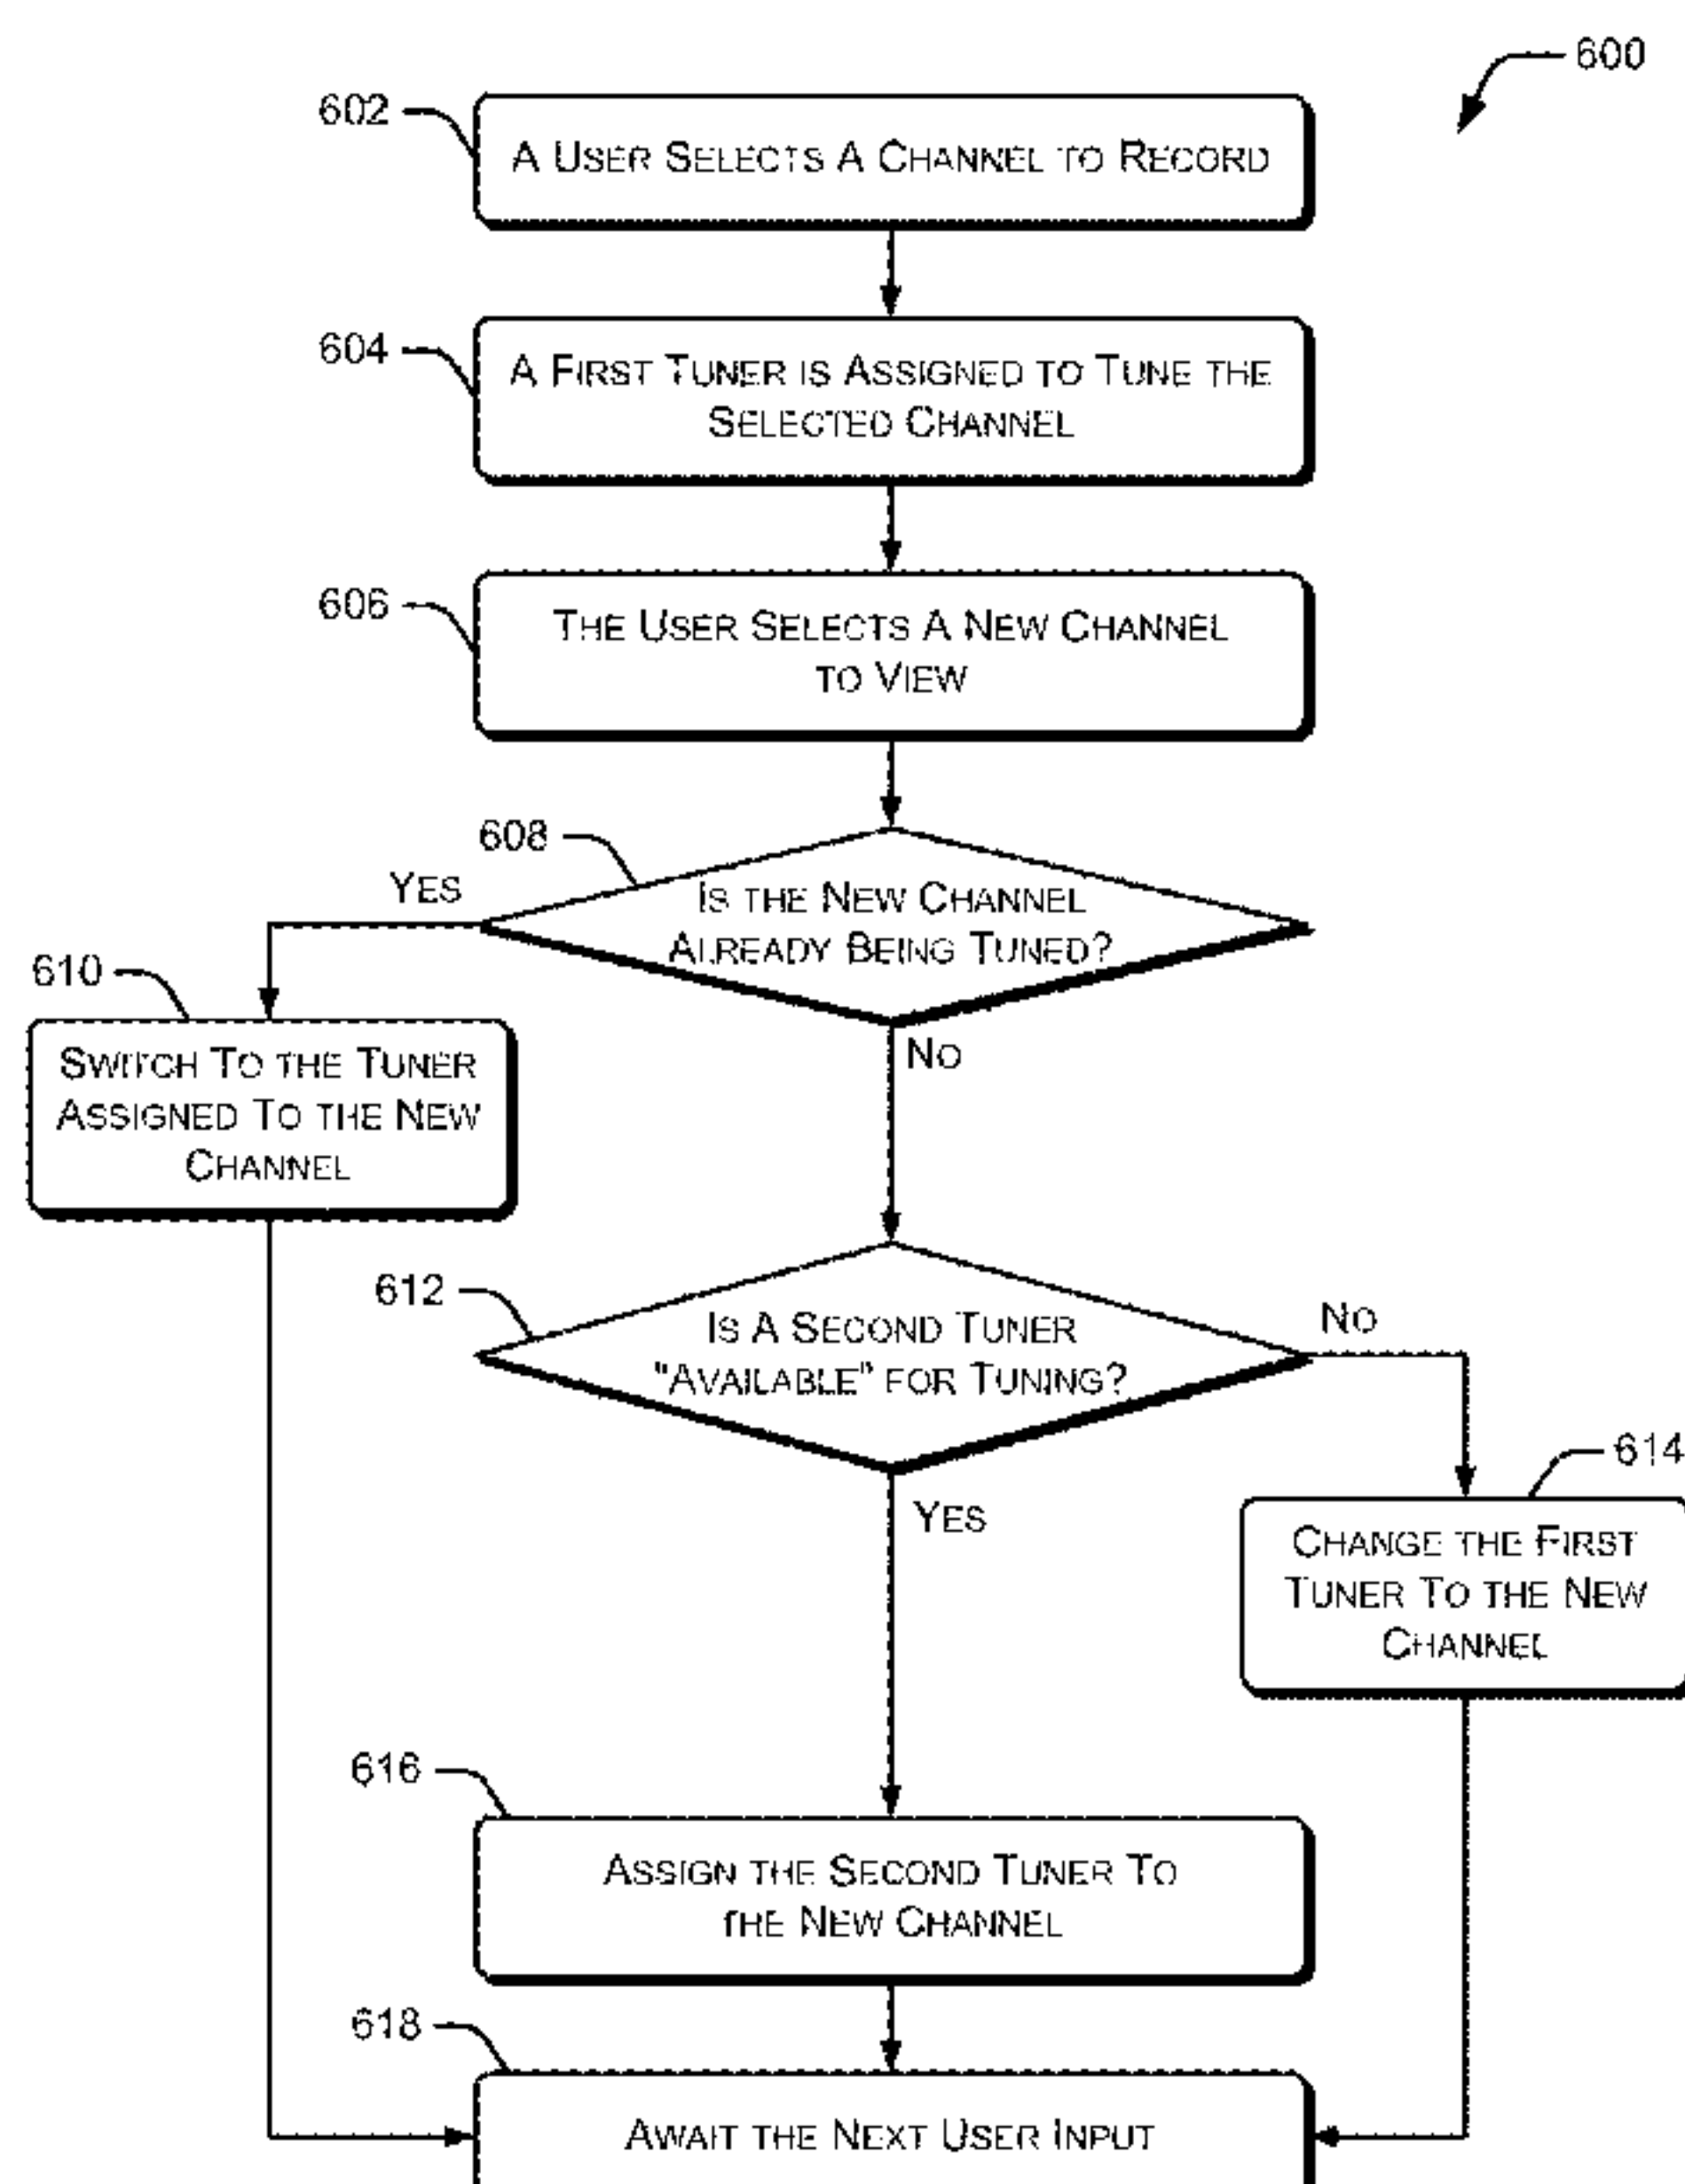 600
602
A USER SELECTS A CHANNEL TO RECORD
604
A FIRST TUNER IS ASSIGNED TO TUNE THE
SELECTED CHANNEL
606
THE USER SELECTS A NEW CHANNEL
TO VIEW
608
YES
IS THE NEW CHANNEL
ALREADY BEING TUNED?
610
SWITCH TO THE TUNER
ASSIGNED TO THE NEW
CHANNEL
NO
612
IS A SECOND TUNER
"AVAILABLE" FOR TUNING?
NO
614
YES
CHANGE THE FIRST
TUNER TO THE NEW
CHANNEL
616
ASSIGN THE SECOND TUNER TO
THE NEW CHANNEL
618
AWAIT THE NEXT USER INPUT